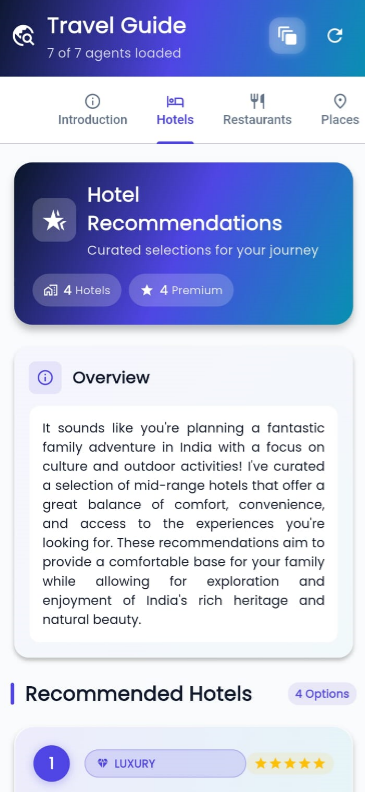 Travel Guide
7 of 7 agents loaded
Introduction
Hotels
Restaurants
Places
Hotel
Recommendations
Curated selections for your journey
4 Hotels
4 Premium
Overview
It sounds like you're planning a fantastic
family adventure in India with a focus on
culture and outdoor activities! I've curated
a selection of mid-range hotels that offer a
great balance of comfort, convenience,
and access to the experiences you're
looking for. These recommendations aim to
provide a comfortable base for your family
while allowing for exploration and
enjoyment of India's rich heritage and
natural beauty.
Recommended Hotels
4 Options
1
LUXURY